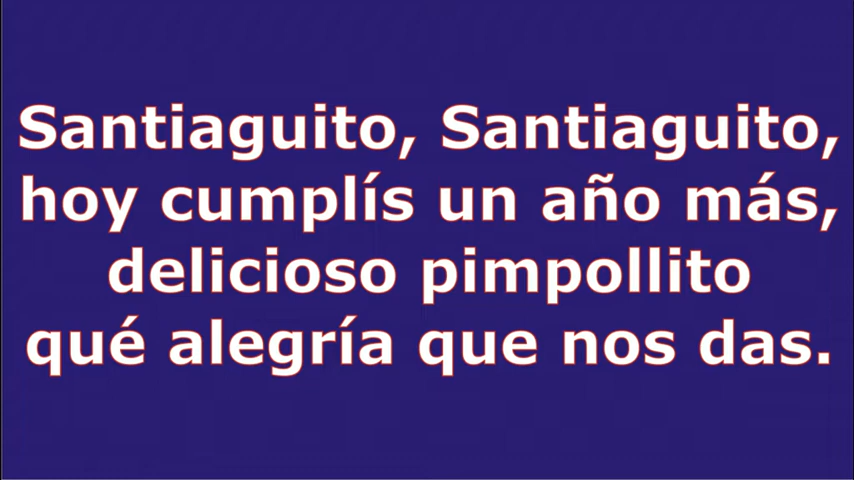 Santiaguito, Santiaguito,
hoy cumplís un año más,
delicioso pimpollito
qué alegría que nos das.